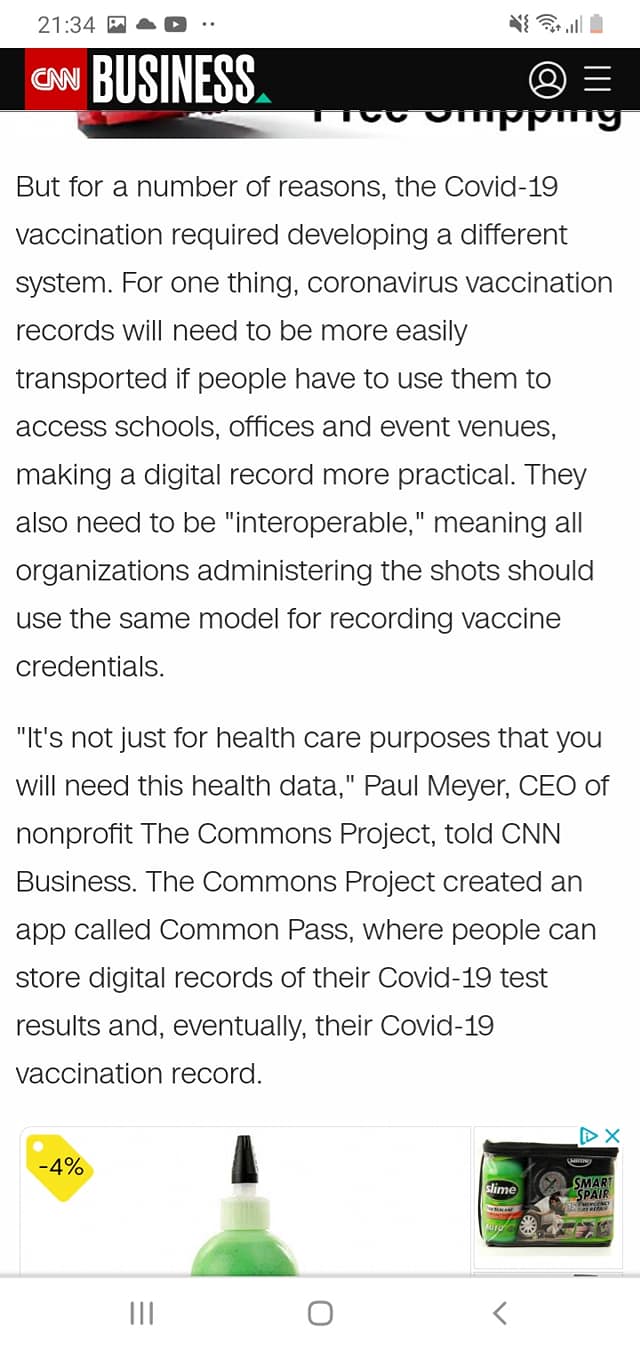 21:34
CNN BUSINESS
Free Shipping
But for a number of reasons, the Covid-19
vaccination required developing a different
system. For one thing, coronavirus vaccination
records will need to be more easily
transported if people have to use them to
access schools, offices and event venues,
making a digital record more practical. They
also need to be "interoperable," meaning all
organizations administering the shots should
use the same model for recording vaccine
credentials.
"It's not just for health care purposes that you
will need this health data," Paul Meyer, CEO of
nonprofit The Commons Project, told CNN
Business. The Commons Project created an
app called Common Pass, where people can
store digital records of their Covid-19 test
results and, eventually, their Covid-19
vaccination record.
-4%
slime
SMART
SPAIR